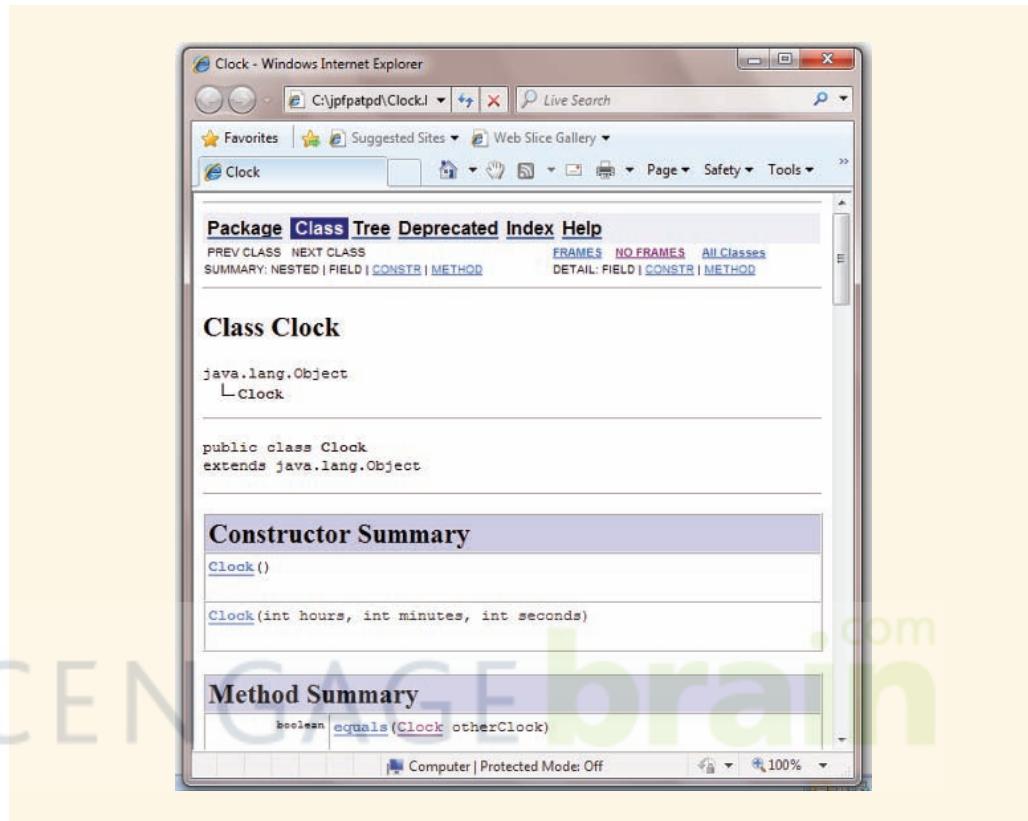 Clock - Windows Internet Explorer
C:\jpfpatpd\Clock.l
Live Search
Favorites Suggested Sites Web Slice Gallery
Clock Page Safety Tools »
Package Class Tree Deprecated Index Help
PREV CLASS NEXT CLASS FRAMES NO FRAMES All Classes
SUMMARY: NESTED | FIELD | CONSTR | METHOD DETAIL: FIELD | CONSTR | METHOD
Class Clock
java.lang.Object
Clock
public class Clock
extends java.lang.Object
Constructor Summary
Clock()
Clock(int hours, int minutes, int seconds)
Method Summary
boolean equals(Clock otherClock)
CENGAGEbrain.com
Computer | Protected Mode: Off 100%